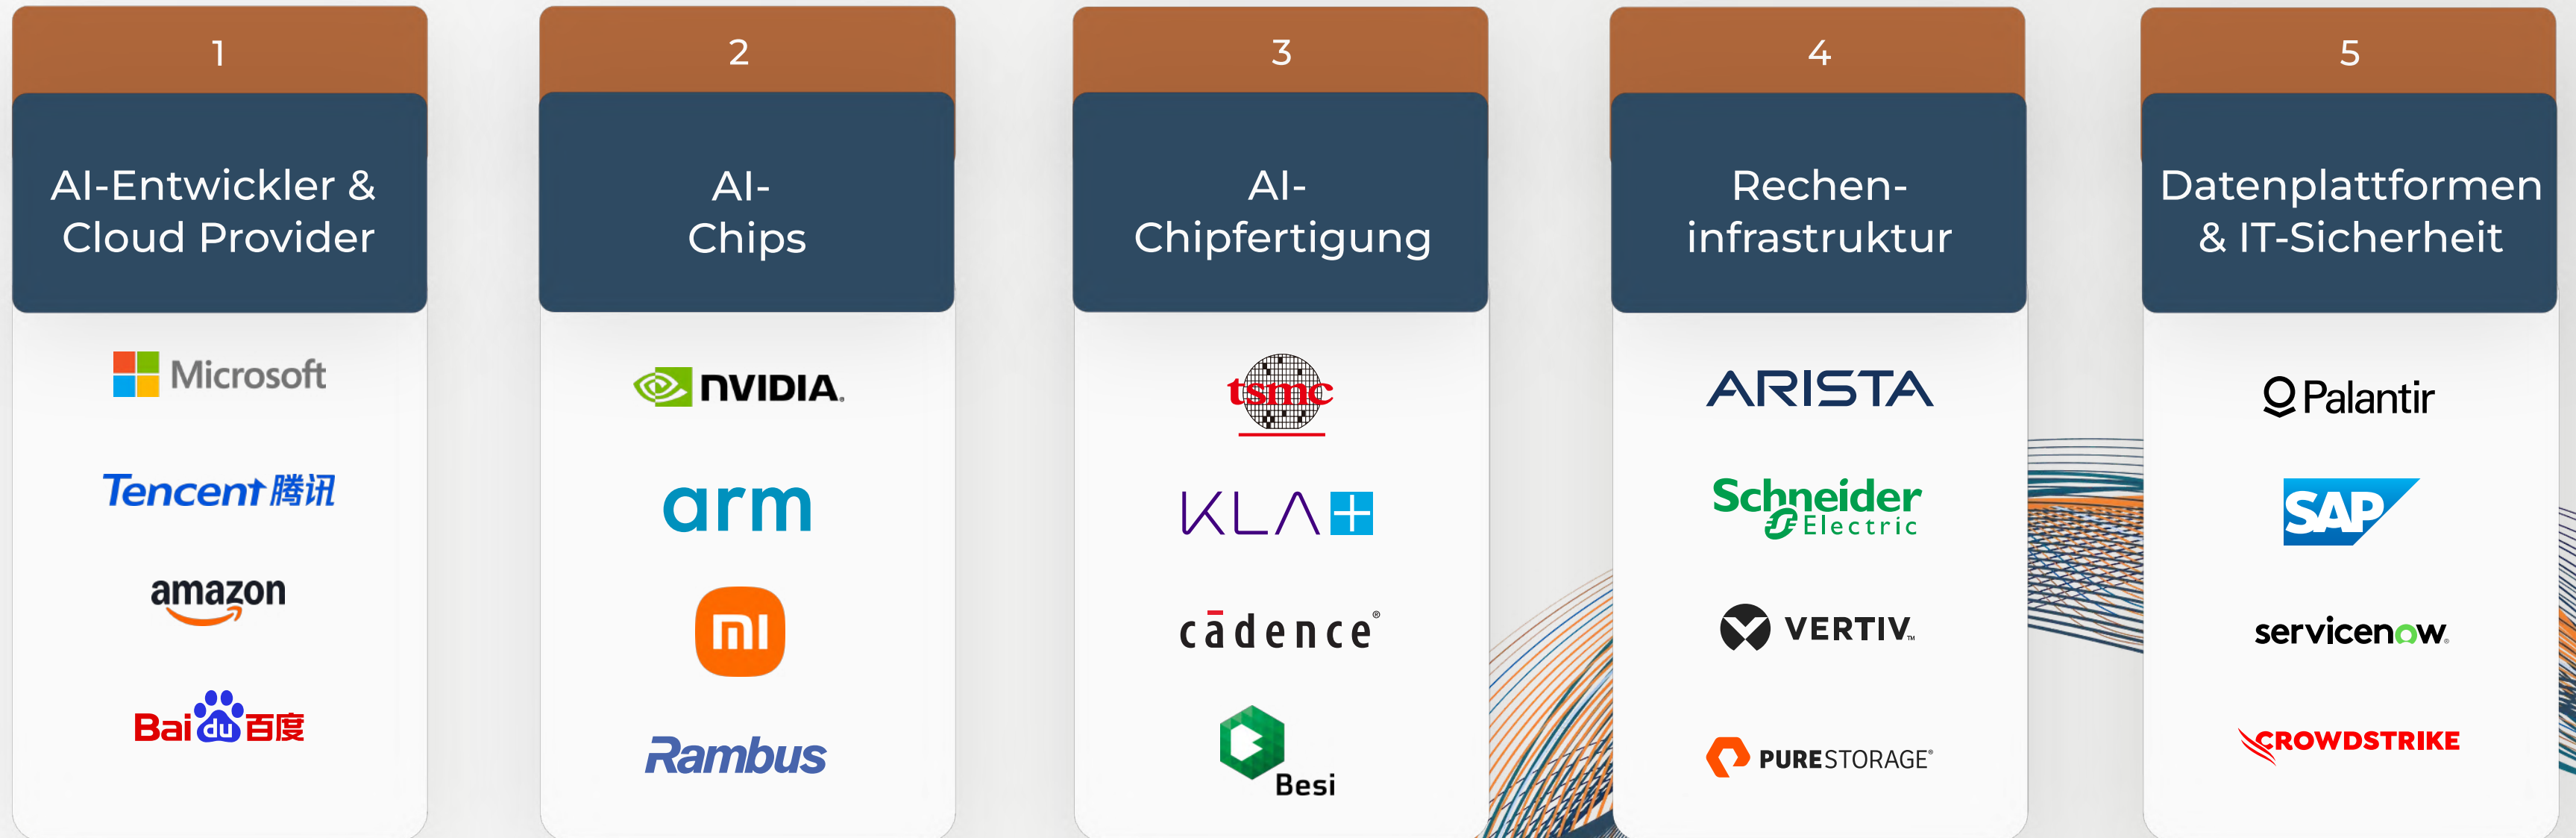 1
AI-Entwickler &
Cloud Provider
Microsoft
Tencent 腾讯
amazon
Bai du 百度
2
AI-
Chips
NVIDIA.
arm
mi
Rambus
3
AI-
Chipfertigung
tsmc
KLA+
cādence®
Besi
4
Rechen-
infrastruktur
ARISTA
Schneider
Electric
VERTIV™
PURESTORAGE®
5
Datenplattformen
& IT-Sicherheit
Palantir
SAP
servicenow.
CROWDSTRIKE